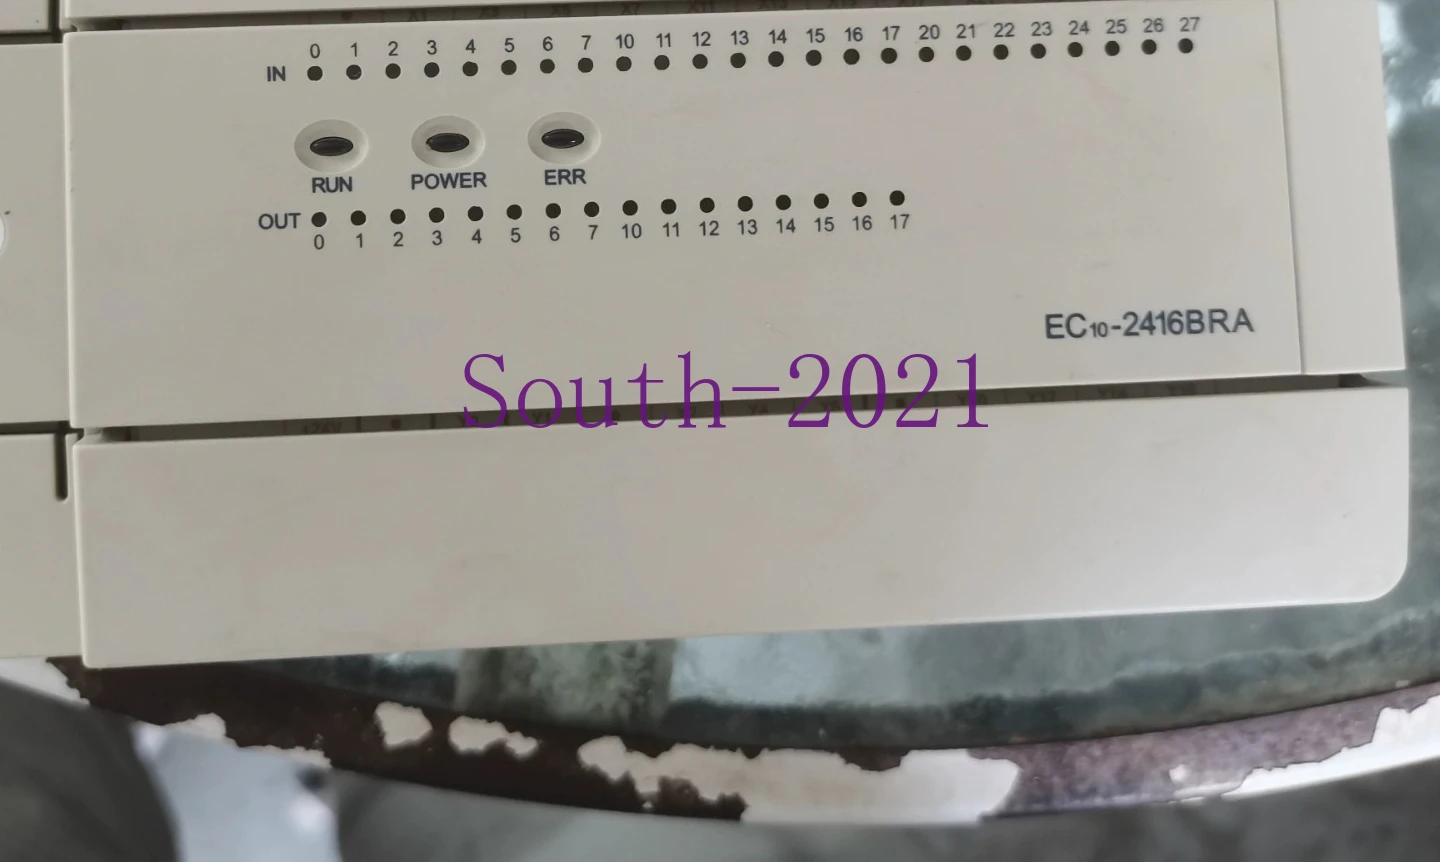 0 1 2 3 4 5 6 7 10 11 12 13 14 15 16 17 20 21 22 23 24 25 26 27
IN
RUN POWER ERR
OUT
0 1 2 3 4 5 6 7 10 11 12 13 14 15 16 17
EC10-2416BRA
South-2021